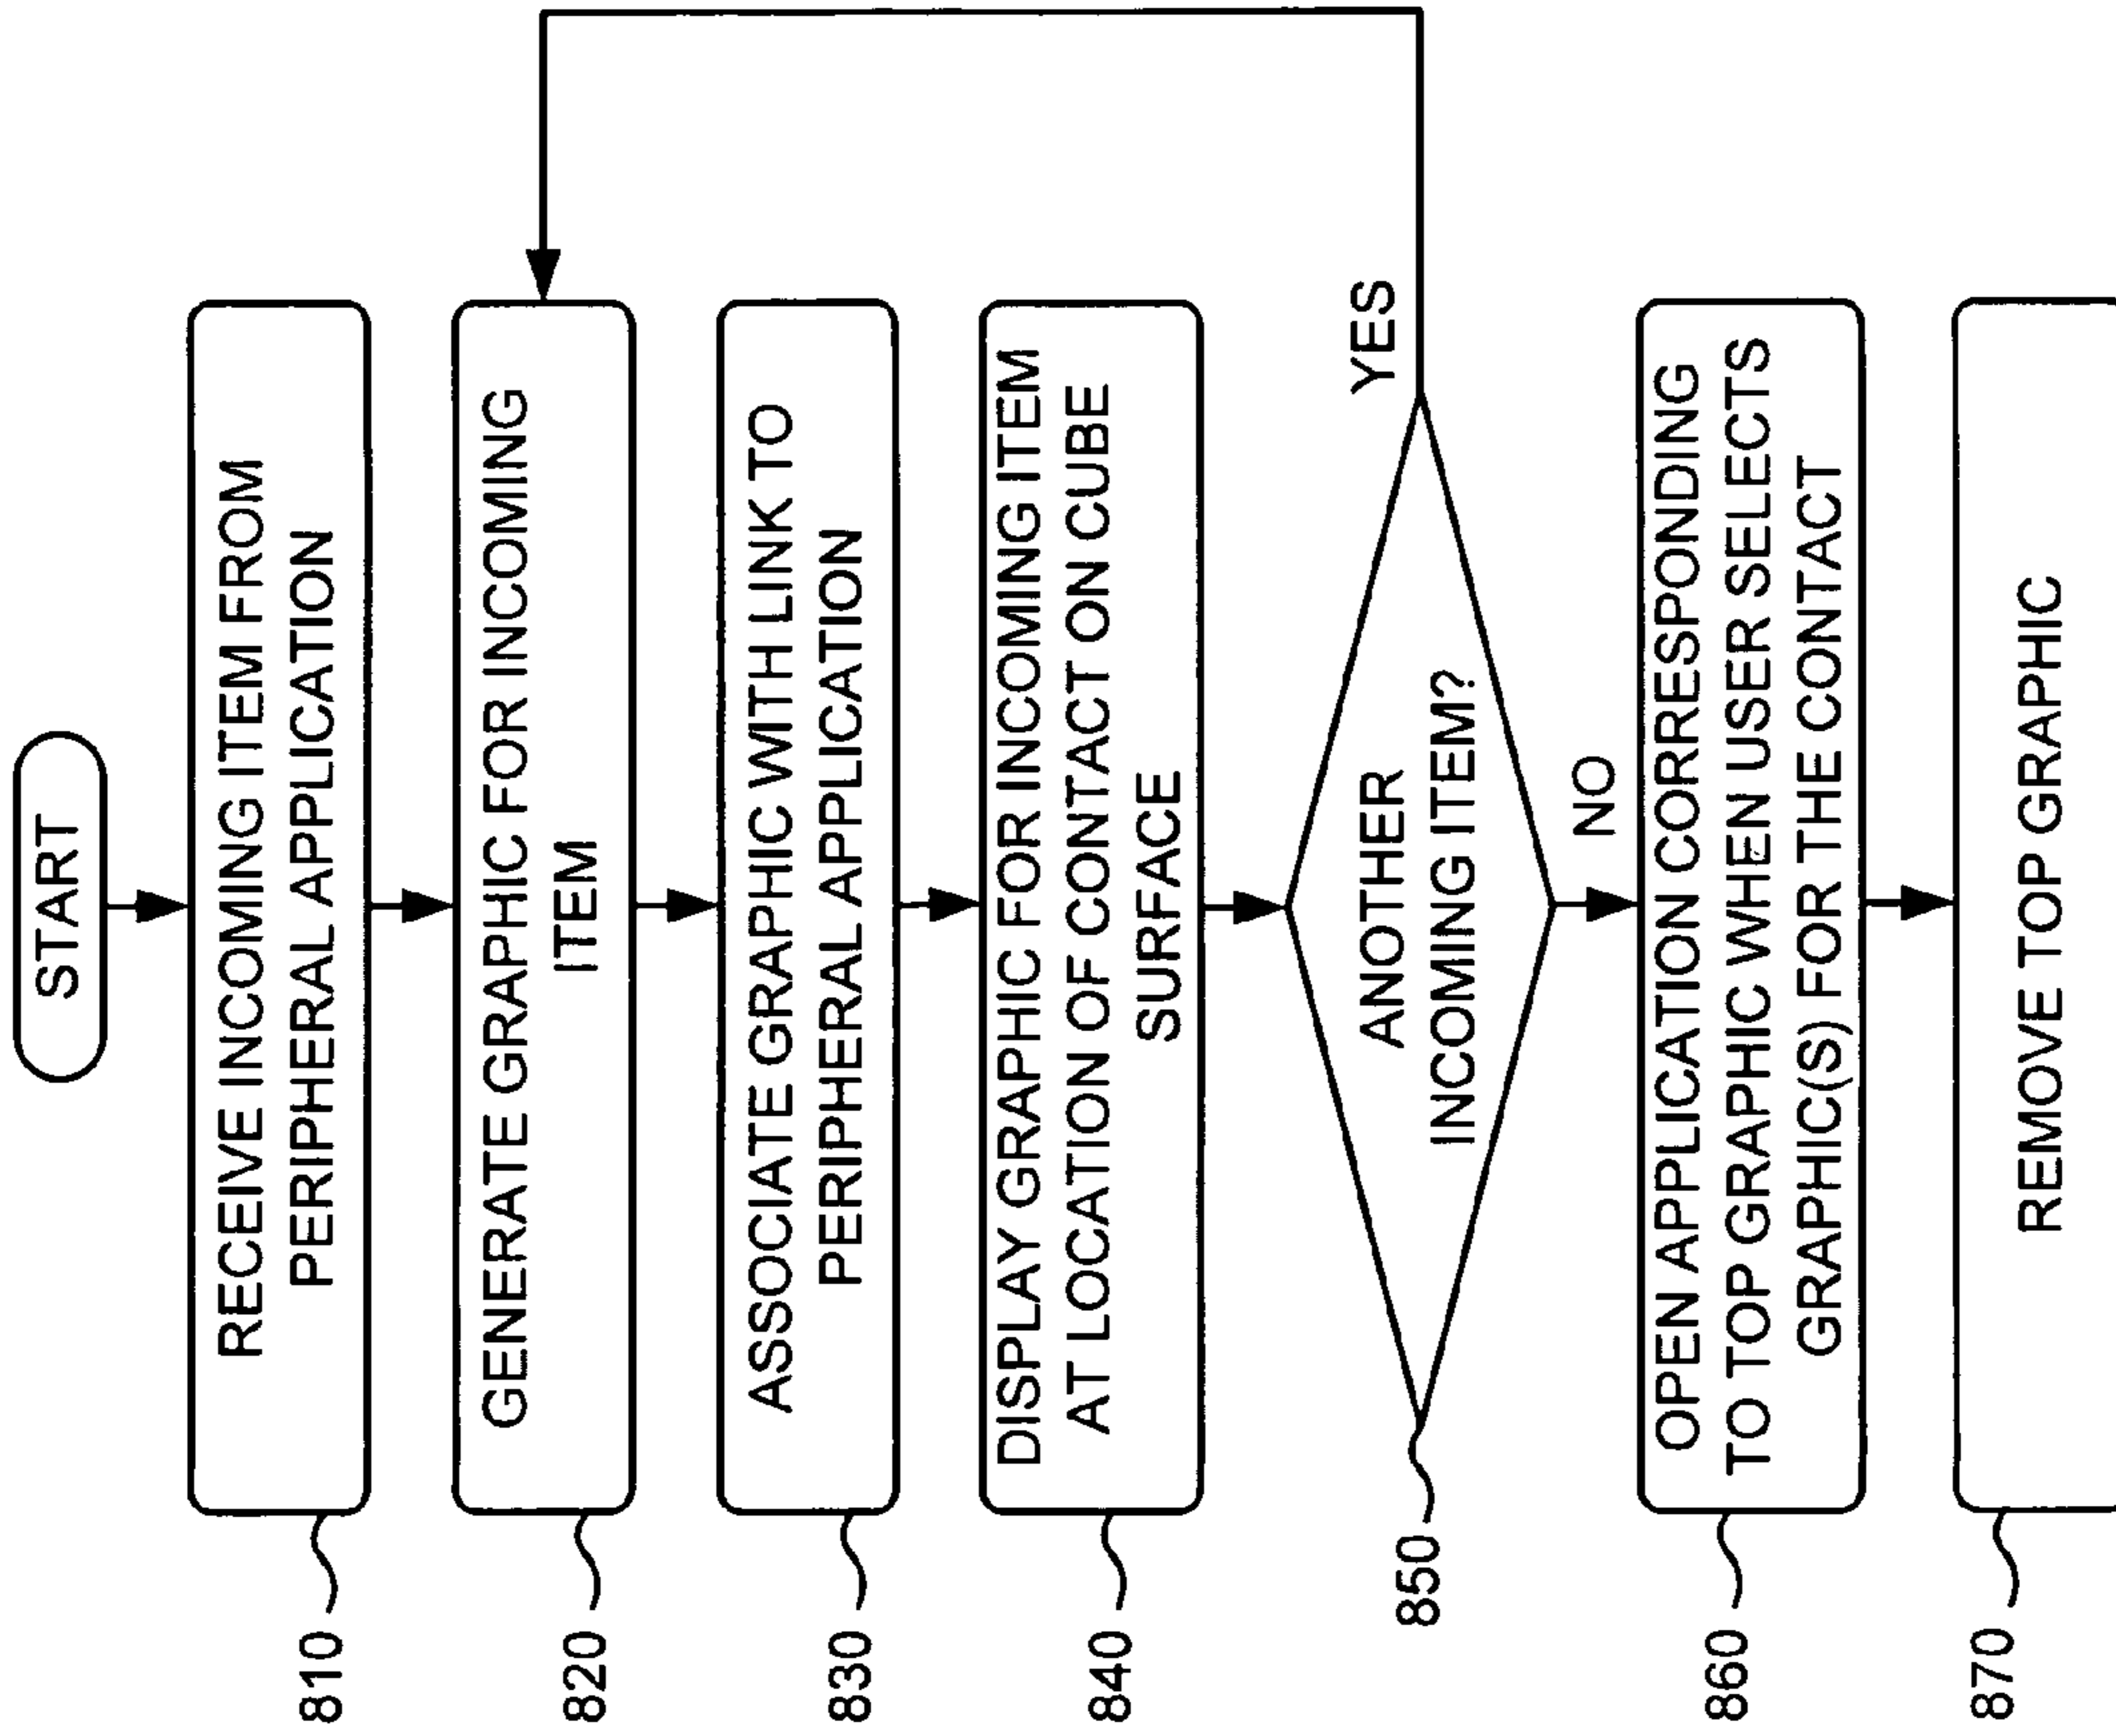 START
810
RECEIVE INCOMING ITEM FROM
PERIPHERAL APPLICATION
820
GENERATE GRAPHIC FOR INCOMING
ITEM
830
ASSOCIATE GRAPHIC WITH LINK TO
PERIPHERAL APPLICATION
840
DISPLAY GRAPHIC FOR INCOMING ITEM
AT LOCATION OF CONTACT ON CUBE
SURFACE
850
ANOTHER
INCOMING ITEM?
YES
NO
860
OPEN APPLICATION CORRESPONDING
TO TOP GRAPHIC WHEN USER SELECTS
GRAPHIC(S) FOR THE CONTACT
870
REMOVE TOP GRAPHIC